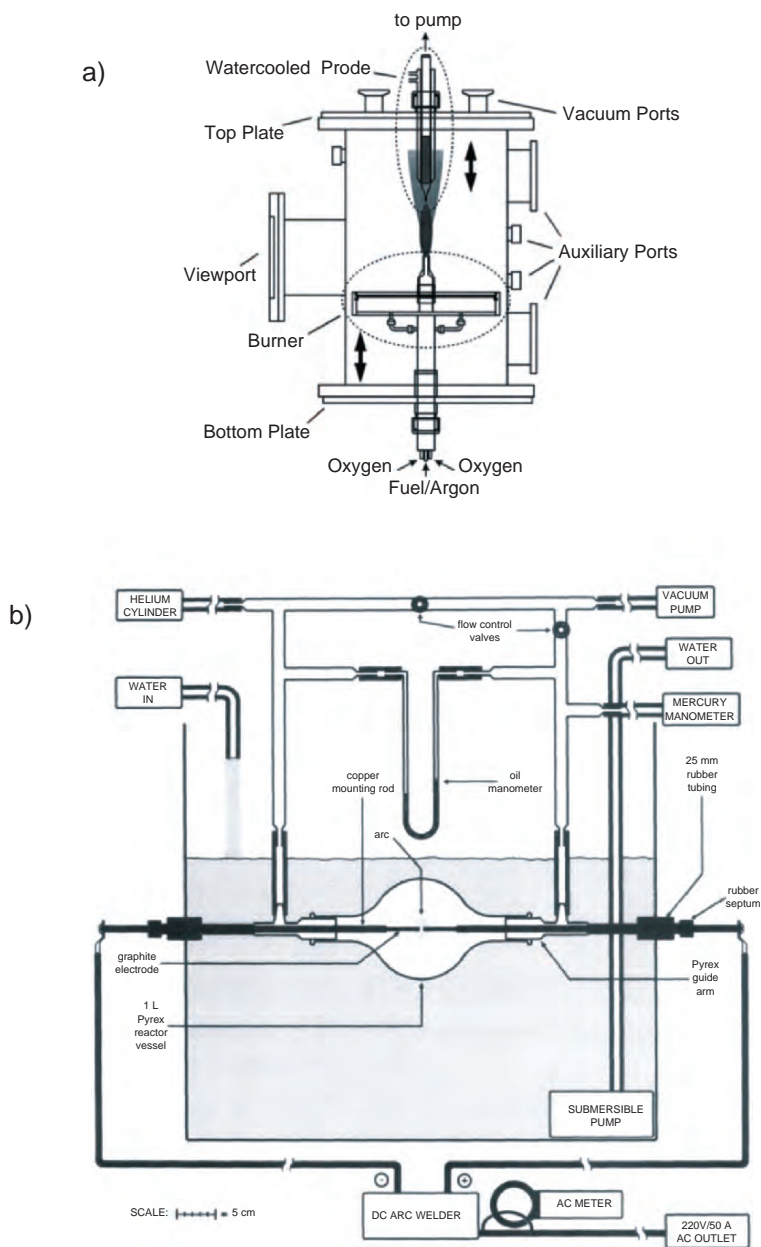 a)
to pump
Watercooled Prode
Vacuum Ports
Top Plate
Auxiliary Ports
Viewport
Burner
Bottom Plate
Oxygen
Oxygen
Fuel/Argon
b)
HELIUM
CYLINDER
VACUUM
PUMP
flow control
valves
WATER
OUT
WATER
IN
MERCURY
MANOMETER
25 mm
rubber
tubing
copper
mounting rod
oil
manometer
arc
rubber
septum
graphite
electrode
Pyrex
guide
arm
1 L
Pyrex
reactor
vessel
SUBMERSIBLE
PUMP
-
+
SCALE:
= 5 cm
DC ARC WELDER
AC METER
220V/50 A
AC OUTLET